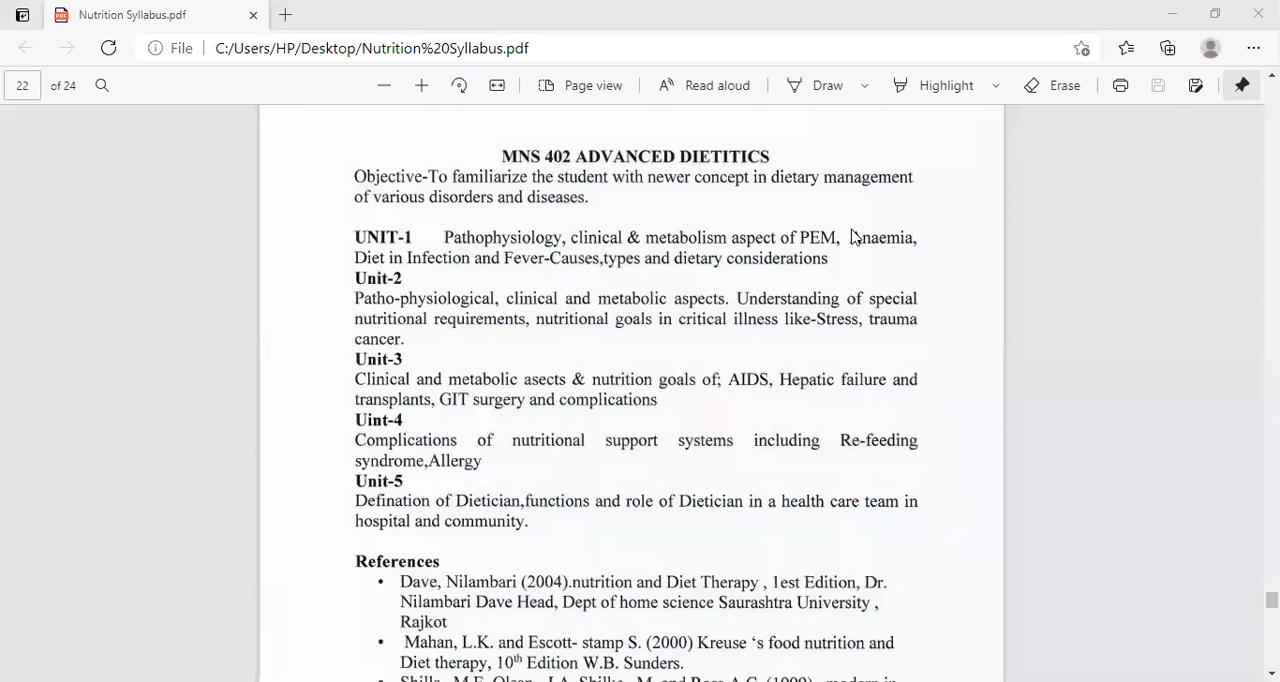 Nutrition Syllabus.pdf
File C:/Users/HP/Desktop/Nutrition%20Syllabus.pdf
22 of 24 Page view Read aloud Draw Highlight Erase
MNS 402 ADVANCED DIETITICS
Objective-To familiarize the student with newer concept in dietary management
of various disorders and diseases.
UNIT-1 Pathophysiology, clinical & metabolism aspect of PEM,
Diet in Infection and Fever-Causes,types and dietary considerations
Unit-2
Patho-physiological, clinical and metabolic aspects. Understanding of special
nutritional requirements, nutritional goals in critical illness like-Stress, trauma
cancer.
Unit-3
Clinical and metabolic asects & nutrition goals of; AIDS, Hepatic failure and
transplants, GIT surgery and complications
Uint-4
Complications of nutritional support systems including Re-feeding
syndrome,Allergy
Unit-5
Defination of Dietician,functions and role of Dietician in a health care team in
hospital and community.
References
• Dave, Nilambari (2004).nutrition and Diet Therapy , 1est Edition, Dr.
Nilambari Dave Head, Dept of home science Saurashtra University ,
Rajkot
• Mahan, L.K. and Escott- stamp S. (2000) Kreuse ‘s food nutrition and
Diet therapy, 10th Edition W.B. Sunders.